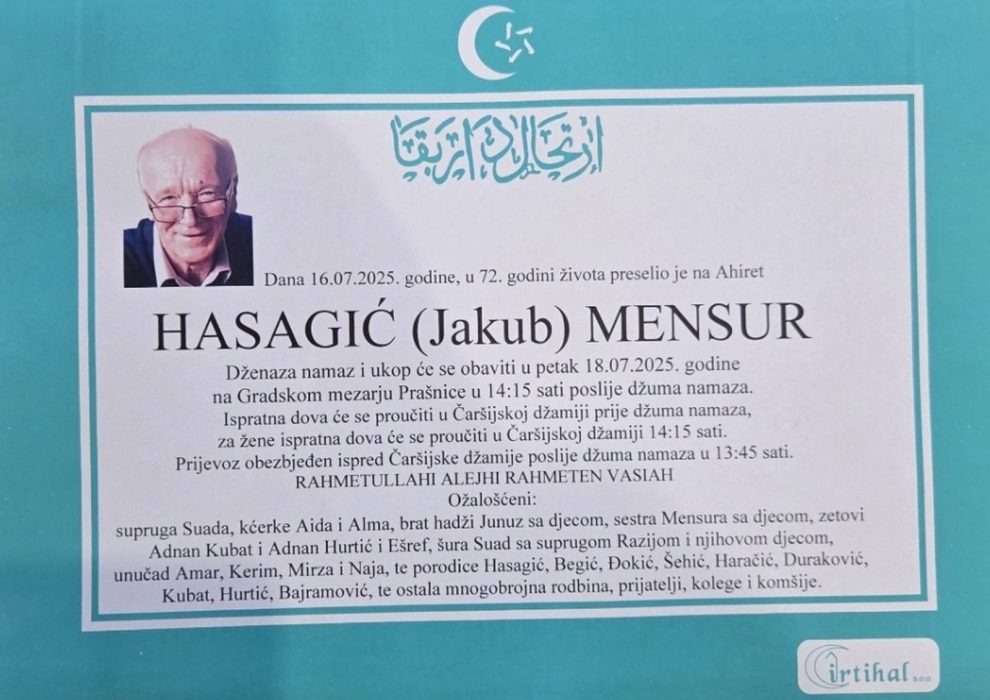 ارتحال دار بقا
Dana 16.07.2025. godine, u 72. godini života preselio je na Ahiret
HASAGIĆ (Jakub) MENSUR
Dženaza namaz i ukop će se obaviti u petak 18.07.2025. godine
na Gradskom mezarju Prašnice u 14:15 sati poslije džuma namaza.
Ispratna dova će se proučiti u Čaršijskoj džamiji prije džuma namaza,
za žene ispratna dova će se proučiti u Čaršijskoj džamiji 14:15 sati.
Prijevoz obezbjeđen ispred Čaršijske džamije poslije džuma namaza u 13:45 sati.
RAHMETULLAHI ALEJHI RAHMETEN VASIAH
Ožalošćeni:
supruga Suada, kćerke Aida i Alma, brat hadži Junuz sa djecom, sestra Mensura sa djecom, zetovi
Adnan Kubat i Adnan Hurtić i Ešref, šura Suad sa suprugom Razijom i njihovom djecom,
unučad Amar, Kerim, Mirza i Naja, te porodice Hasagić, Begić, Đokić, Šehić, Haračić, Duraković,
Kubat, Hurtić, Bajramović, te ostala mnogobrojna rodbina, prijatelji, kolege i komšije.
irtihal d.o.o.